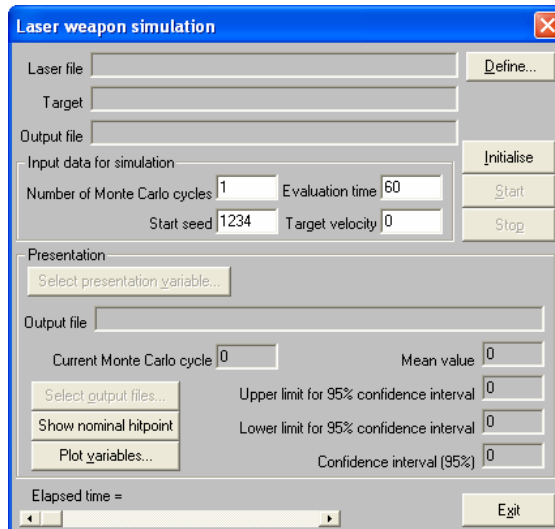 Laser weapon simulation
Laser file
Define...
Target
Output file
Input data for simulation
Initialise
Number of Monte Carlo cycles 1 Evaluation time 60
Start
Start seed 1234 Target velocity 0
Stop
Presentation
Select presentation variable...
Output file
Current Monte Carlo cycle 0 Mean value 0
Select output files... Upper limit for 95% confidence interval 0
Show nominal hitpoint Lower limit for 95% confidence interval 0
Plot variables... Confidence interval (95%) 0
Elapsed time =
Exit